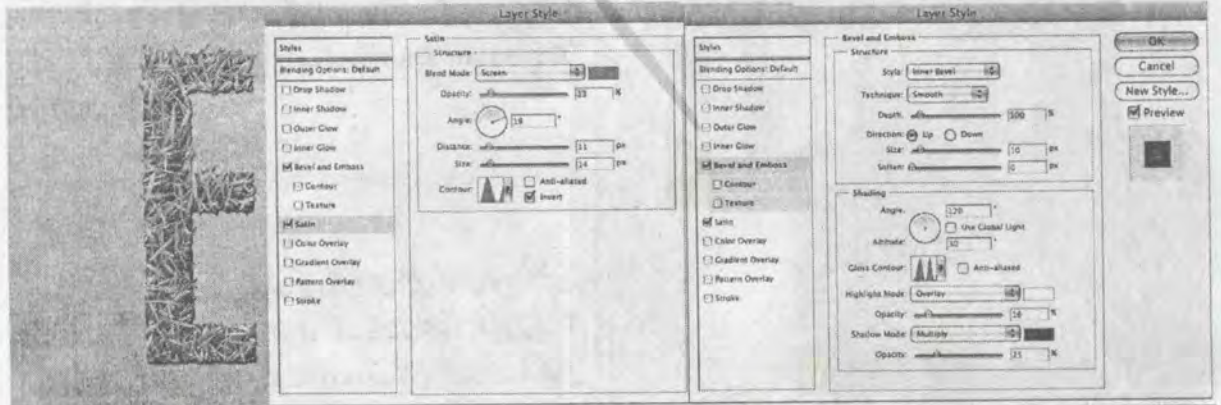 Layer Style
Styles
Blending Options: Default
Drop Shadow
Inner Shadow
Outer Glow
Inner Glow
Bevel and Emboss
Contour
Texture
Satin
Color Overlay
Gradient Overlay
Pattern Overlay
Stroke
Satin
Structure
Blend Mode: Screen
Opacity: %
Angle: 19 °
Distance: 11 px
Size: 14 px
Contour: Anti-aliased
Invert
Layer Style
Styles
Blending Options: Default
Drop Shadow
Inner Shadow
Outer Glow
Inner Glow
Bevel and Emboss
Contour
Texture
Satin
Color Overlay
Gradient Overlay
Pattern Overlay
Stroke
Bevel and Emboss
Structure
Style: Inner Bevel
Technique: Smooth
Depth: 100 %
Direction: Up Down
Size: px
Soften: 0 px
Shading
Angle: 120 °
Use Global Light
Altitude: 30 °
Gloss Contour: Anti-aliased
Highlight Mode: Overlay
Opacity: %
Shadow Mode: Multiply
Opacity: %
OK
Cancel
New Style...
Preview